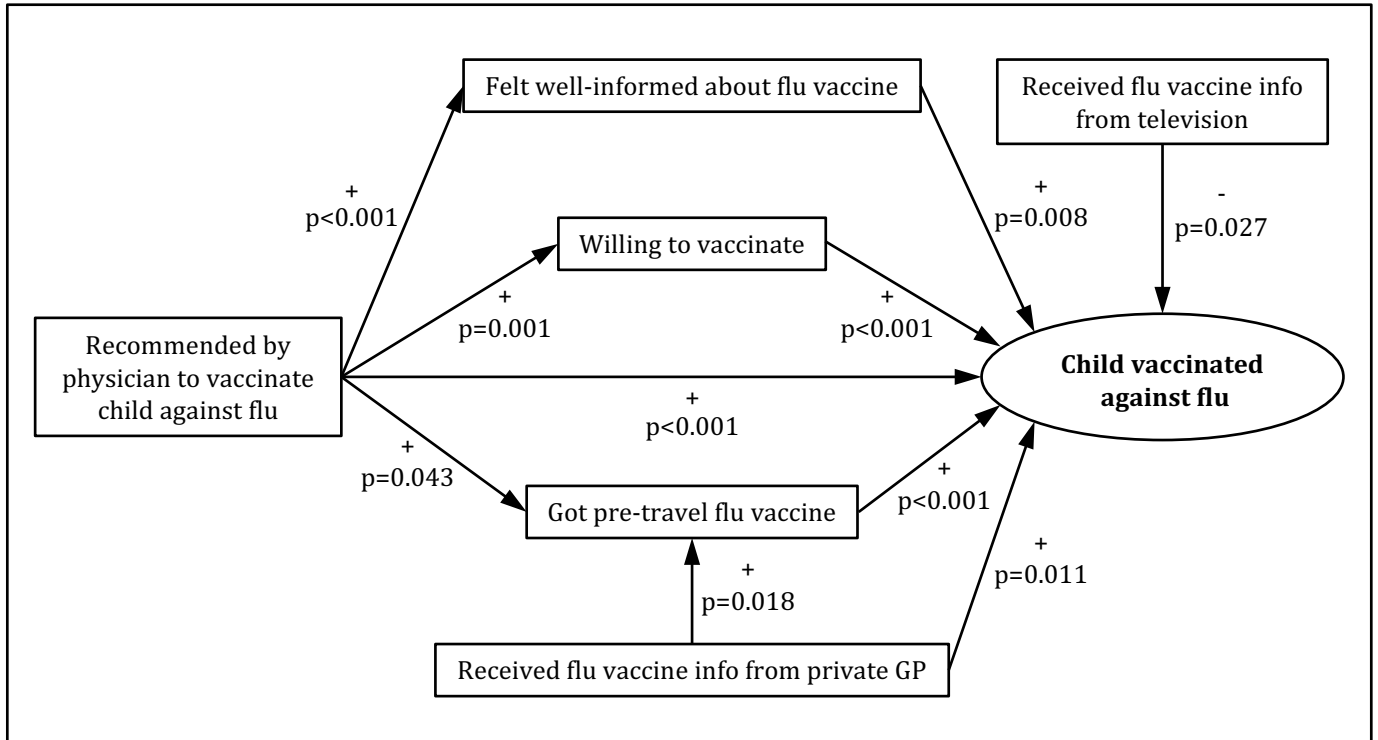 Felt well-informed about flu vaccine
Received flu vaccine info
from television
+
p<0.001
+
p=0.008
-
p=0.027
Willing to vaccinate
+
p=0.001
+
p<0.001
Recommended by
physician to vaccinate
child against flu
Child vaccinated
against flu
+
p<0.001
+
p=0.043
+
p<0.001
Got pre-travel flu vaccine
+
p=0.011
+
p=0.018
Received flu vaccine info from private GP